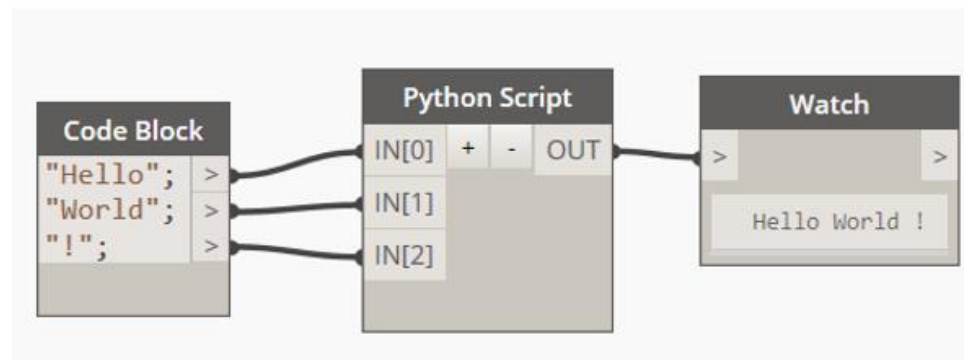 Code Block
"Hello"; >
"World"; >
"!"; >
Python Script
IN[0] + - OUT
IN[1]
IN[2]
Watch
> >
Hello World !